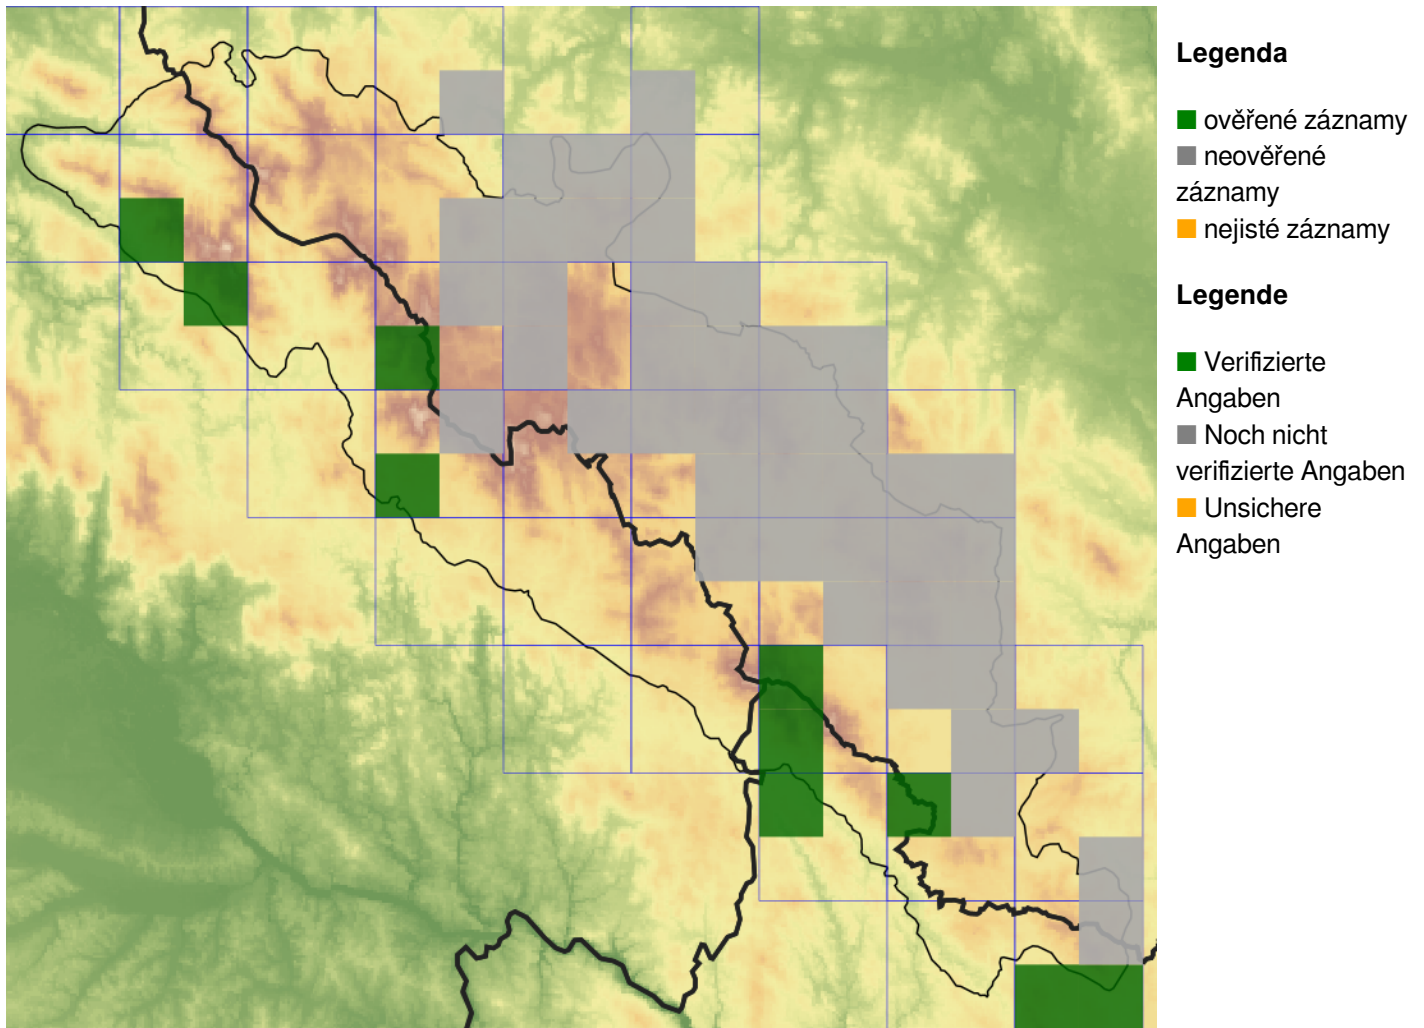 Legenda
ověřené záznamy
neověřené
záznamy
nejisté záznamy
Legende
Verifizierte
Angaben
Noch nicht
verifizierte Angaben
Unsichere
Angaben